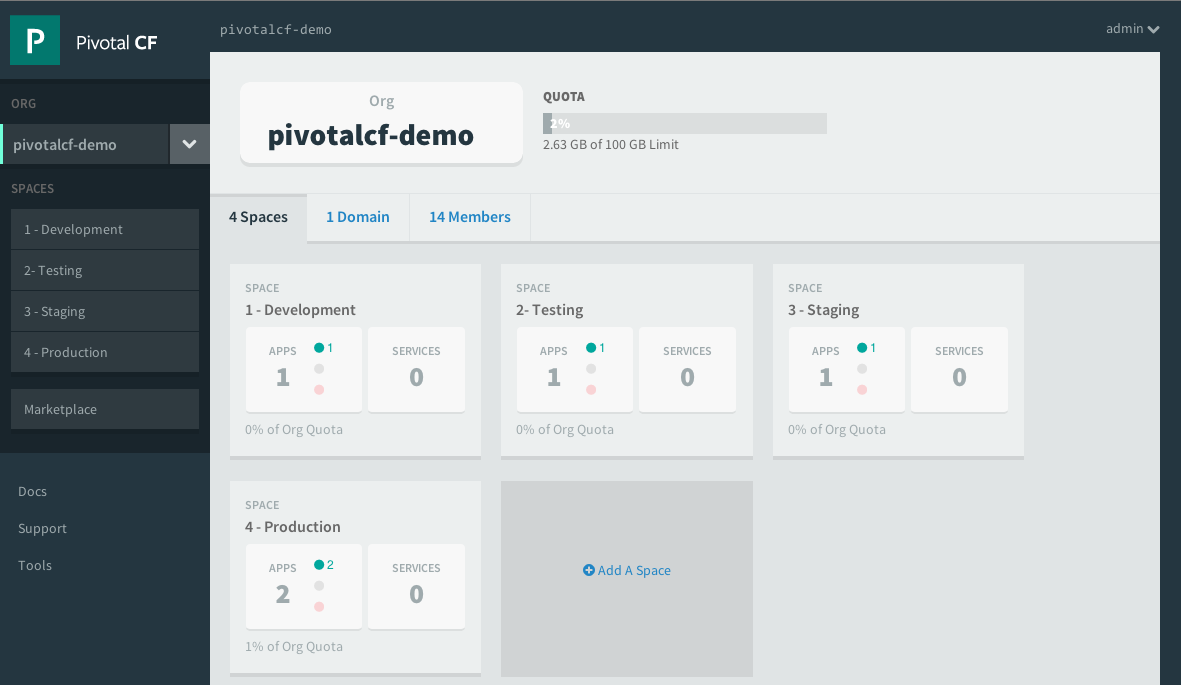 P
Pivotal CF
pivotalcf-demo
admin
ORG
pivotalcf-demo
SPACES
1 - Development
2- Testing
3 - Staging
4 - Production
Marketplace
Docs
Support
Tools
Org
pivotalcf-demo
QUOTA
2%
2.63 GB of 100 GB Limit
4 Spaces
1 Domain
14 Members
SPACE
1 - Development
APPS
1
1
SERVICES
0
0% of Org Quota
SPACE
2- Testing
APPS
1
1
SERVICES
0
0% of Org Quota
SPACE
3 - Staging
APPS
1
1
SERVICES
0
0% of Org Quota
SPACE
4 - Production
APPS
2
2
SERVICES
0
1% of Org Quota
Add A Space